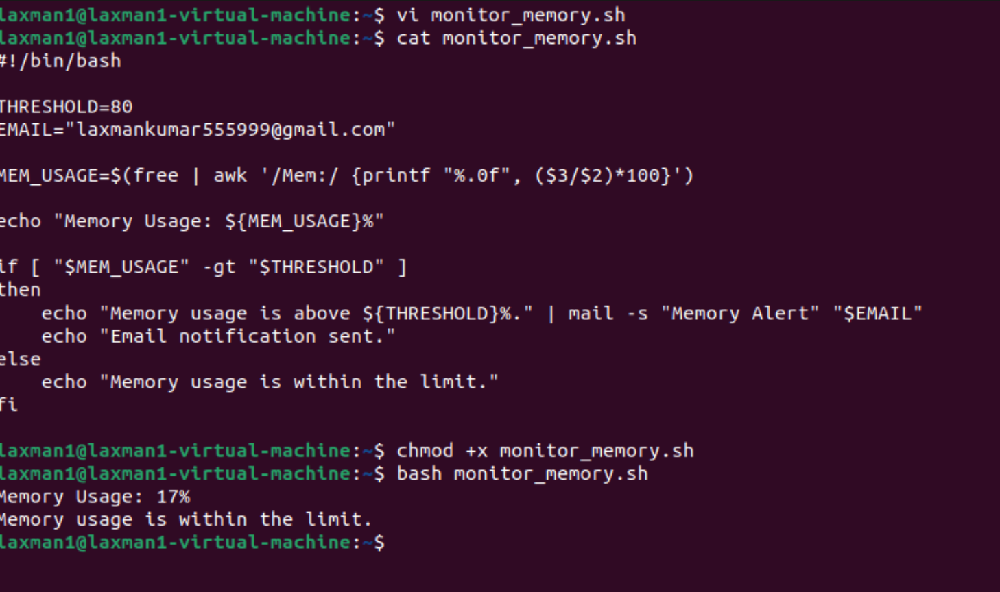 laxman1@laxman1-virtual-machine:~$ vi monitor_memory.sh
laxman1@laxman1-virtual-machine:~$ cat monitor_memory.sh
#!/bin/bash
THRESHOLD=80
EMAIL="laxmankumar555999@gmail.com"
MEM_USAGE=$(free | awk '/Mem:/ {printf "%.0f", ($3/$2)*100}')
echo "Memory Usage: ${MEM_USAGE}%"
if [ "$MEM_USAGE" -gt "$THRESHOLD" ]
then
    echo "Memory usage is above ${THRESHOLD}%." | mail -s "Memory Alert" "$EMAIL"
    echo "Email notification sent."
else
    echo "Memory usage is within the limit."
fi
laxman1@laxman1-virtual-machine:~$ chmod +x monitor_memory.sh
laxman1@laxman1-virtual-machine:~$ bash monitor_memory.sh
Memory Usage: 17%
Memory usage is within the limit.
laxman1@laxman1-virtual-machine:~$